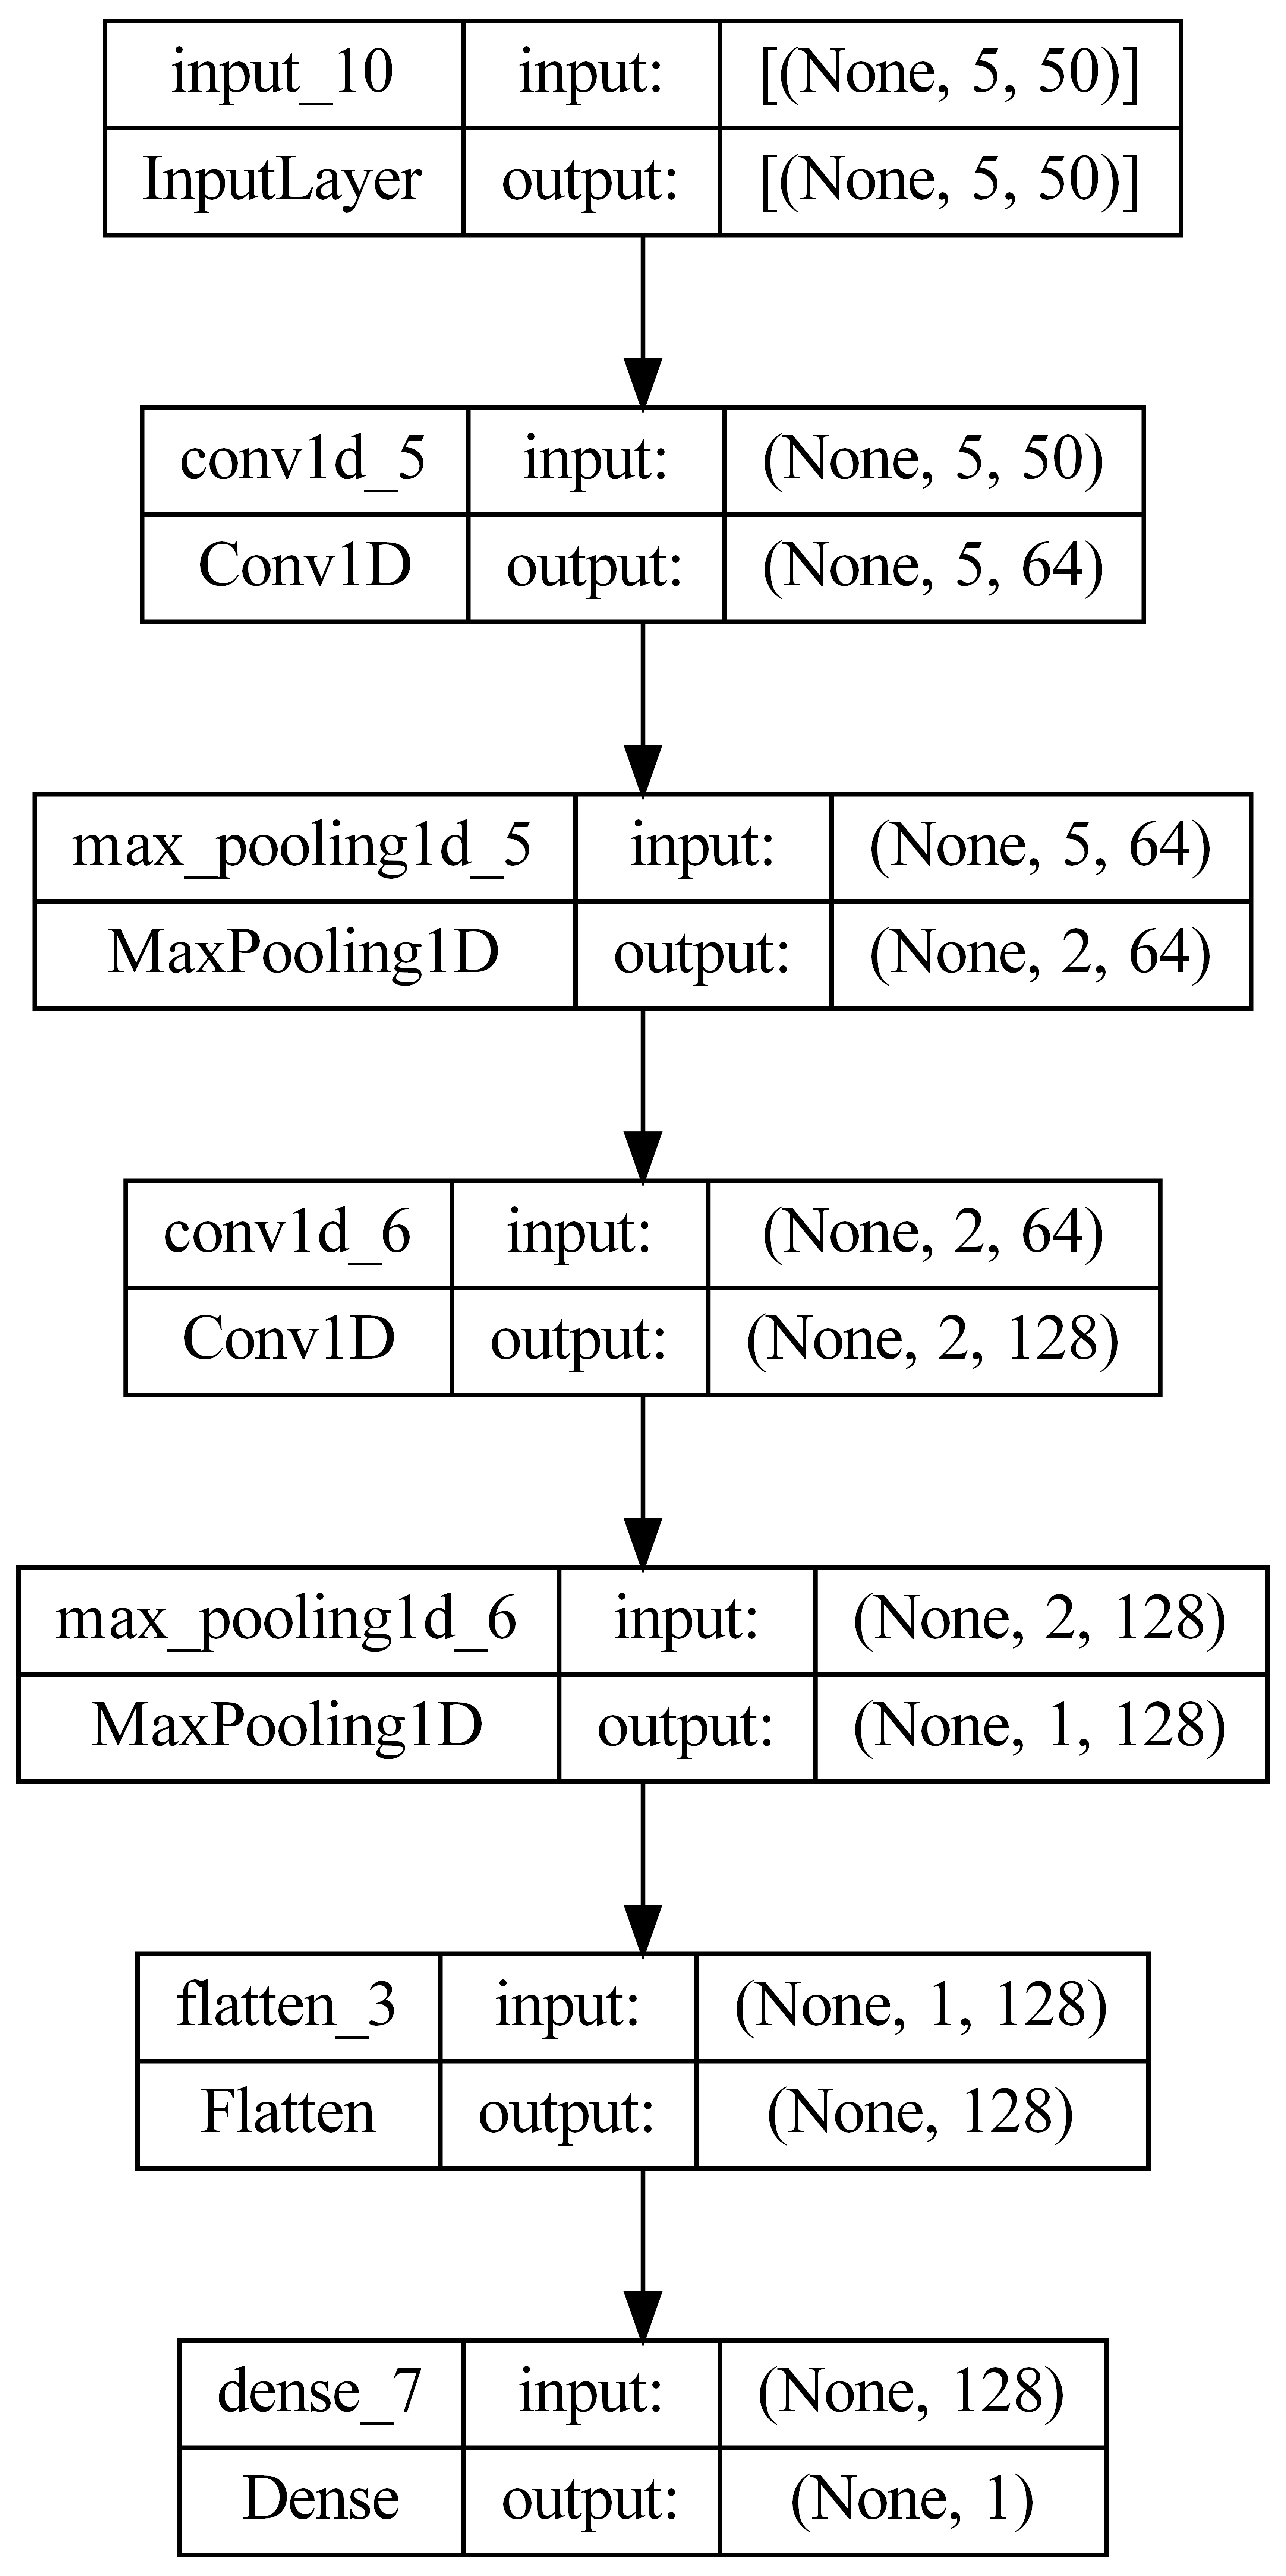 input_10 input: [(None, 5, 50)]
InputLayer output: [(None, 5, 50)]
conv1d_5 input: (None, 5, 50)
Conv1D output: (None, 5, 64)
max_pooling1d_5 input: (None, 5, 64)
MaxPooling1D output: (None, 2, 64)
conv1d_6 input: (None, 2, 64)
Conv1D output: (None, 2, 128)
max_pooling1d_6 input: (None, 2, 128)
MaxPooling1D output: (None, 1, 128)
flatten_3 input: (None, 1, 128)
Flatten output: (None, 128)
dense_7 input: (None, 128)
Dense output: (None, 1)